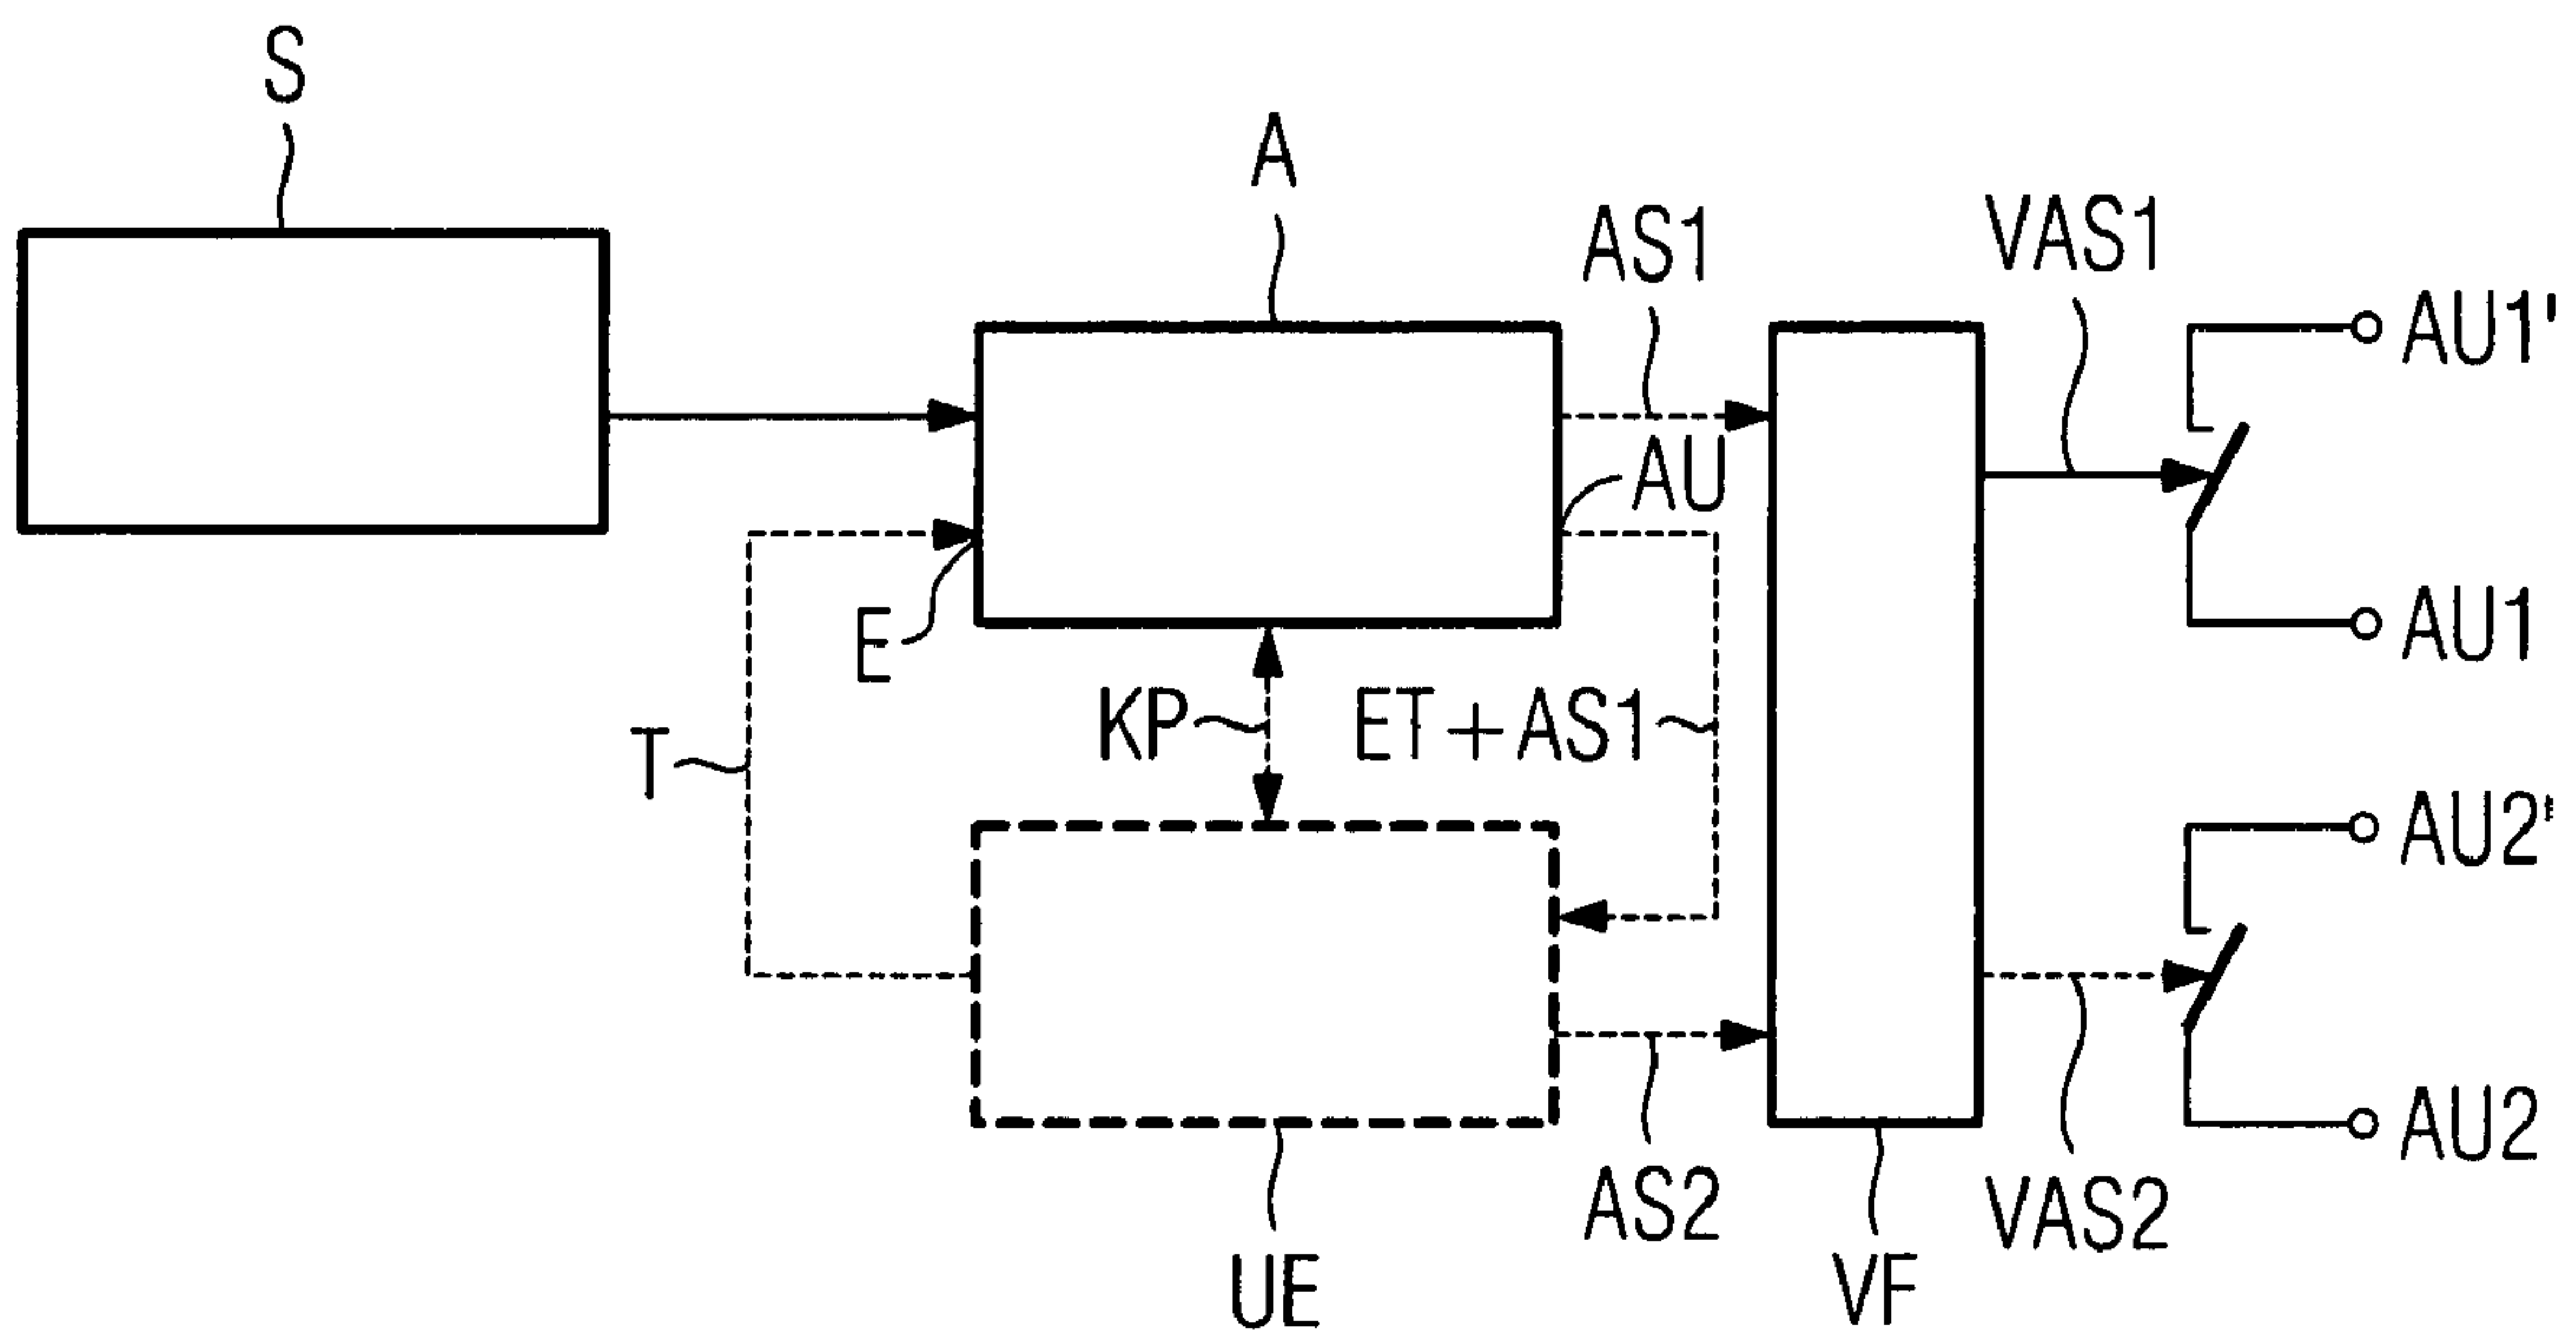 S
A
AS1
VAS1
AU1'
AU
AU1
E
KP
ET+AS1
T
AU2'
AU2
AS2
VAS2
UE
VF